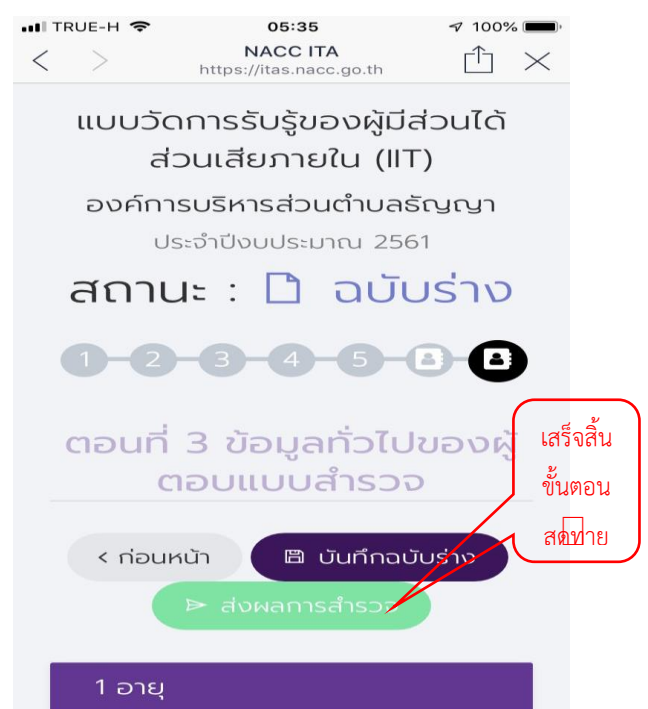 TRUE-H 05:35 100%
NACC ITA
https://itas.nacc.go.th
แบบวัดการรับรู้ของผู้มีส่วนได้
ส่วนเสียภายใน (IIT)
องค์การบริหารส่วนตำบลธัญญา
ประจำปีงบประมาณ 2561
สถานะ : ฉบับร่าง
1 2 3 4 5
ตอนที่ 3 ข้อมูลทั่วไปของผู้
ตอบแบบสำรวจ
เสร็จสิ้น
ขั้นตอน
< ก่อนหน้า
บันทึกฉบับร่าง
ส่งผลการสำรวจ
1 อายุ